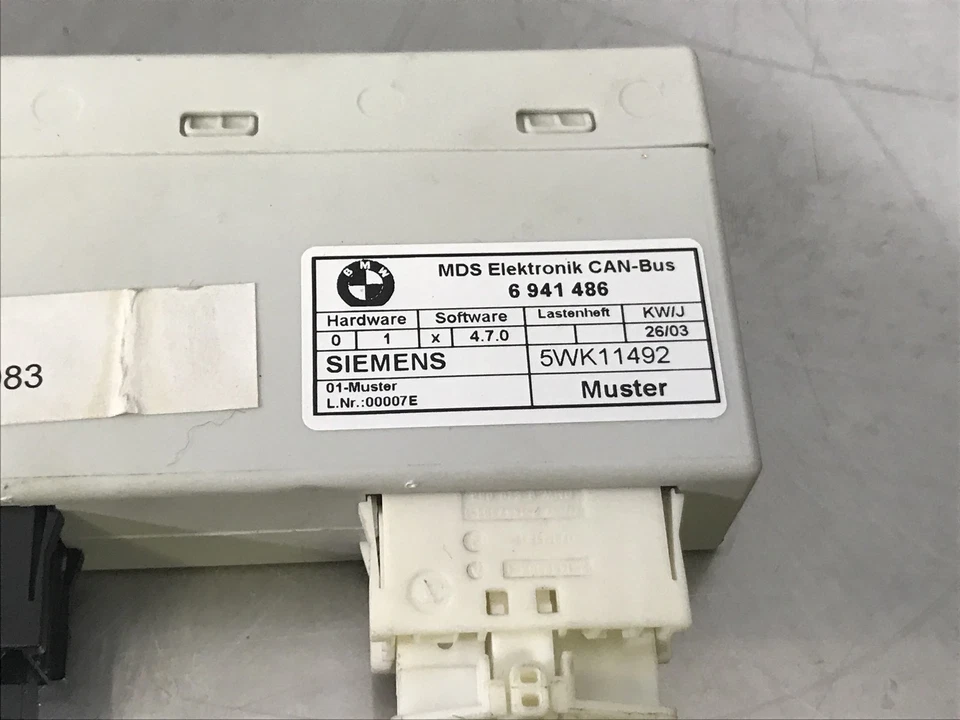 BMW
MDS Elektronik CAN-Bus
6 941 486
Hardware Software Lastenheft KW/J
0 1 x 4.7.0 26/03
SIEMENS 5WK11492
01-Muster
L.Nr.:00007E
Muster
083